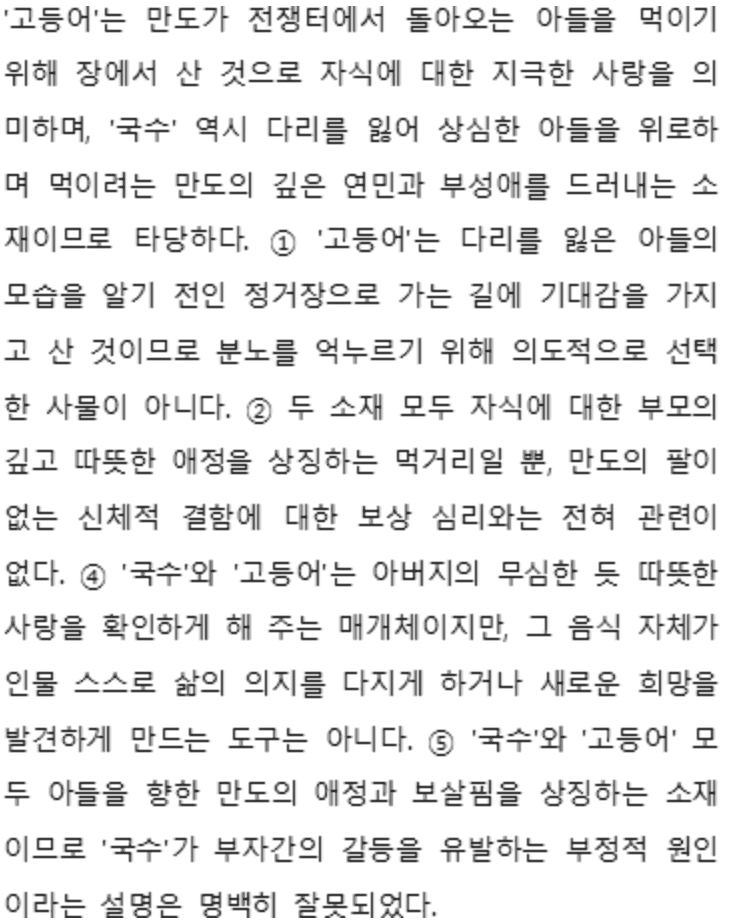 '고등어'는 만도가 전쟁터에서 돌아오는 아들을 먹이기
위해 장에서 산 것으로 자식에 대한 지극한 사랑을 의
미하며, '국수' 역시 다리를 잃어 상심한 아들을 위로하
며 먹이려는 만도의 깊은 연민과 부성애를 드러내는 소
재이므로 타당하다. ① '고등어'는 다리를 잃은 아들의
모습을 알기 전인 정거장으로 가는 길에 기대감을 가지
고 산 것이므로 분노를 억누르기 위해 의도적으로 선택
한 사물이 아니다. ② 두 소재 모두 자식에 대한 부모의
깊고 따뜻한 애정을 상징하는 먹거리일 뿐, 만도의 팔이
없는 신체적 결함에 대한 보상 심리와는 전혀 관련이
없다. ④ '국수'와 '고등어'는 아버지의 무심한 듯 따뜻한
사랑을 확인하게 해 주는 매개체이지만, 그 음식 자체가
인물 스스로 삶의 의지를 다지게 하거나 새로운 희망을
발견하게 만드는 도구는 아니다. ⑤ '국수'와 '고등어' 모
두 아들을 향한 만도의 애정과 보살핌을 상징하는 소재
이므로 '국수'가 부자간의 갈등을 유발하는 부정적 원인
이라는 설명은 명백히 잘못되었다.